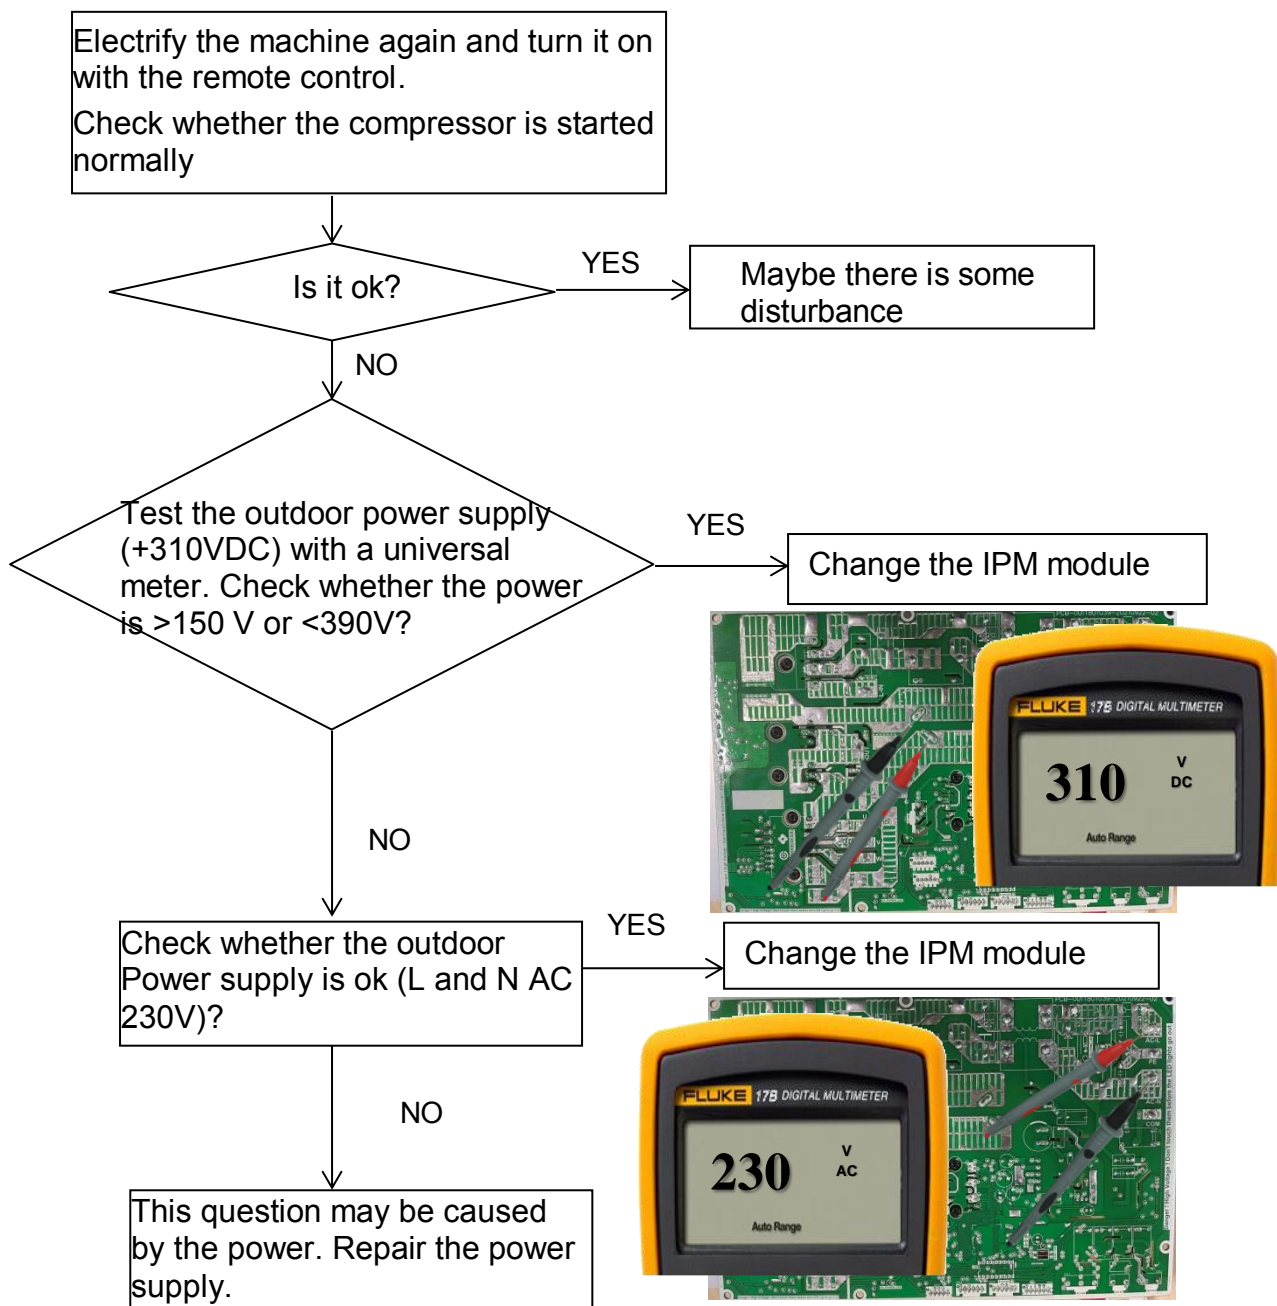 Electrify the machine again and turn it on
with the remote control.
Check whether the compressor is started
normally
Is it ok?
YES
Maybe there is some
disturbance
NO
Test the outdoor power supply
(+310VDC) with a universal
meter. Check whether the power
is >150 V or <390V?
YES
Change the IPM module
FLUKE 17B DIGITAL MULTIMETER
310
V
DC
Auto Range
NO
Check whether the outdoor
Power supply is ok (L and N AC
230V)?
YES
Change the IPM module
AC-L
PE
AC-N
COM
FLUKE 17B DIGITAL MULTIMETER
230
V
AC
Auto Range
NO
This question may be caused
by the power. Repair the power
supply.